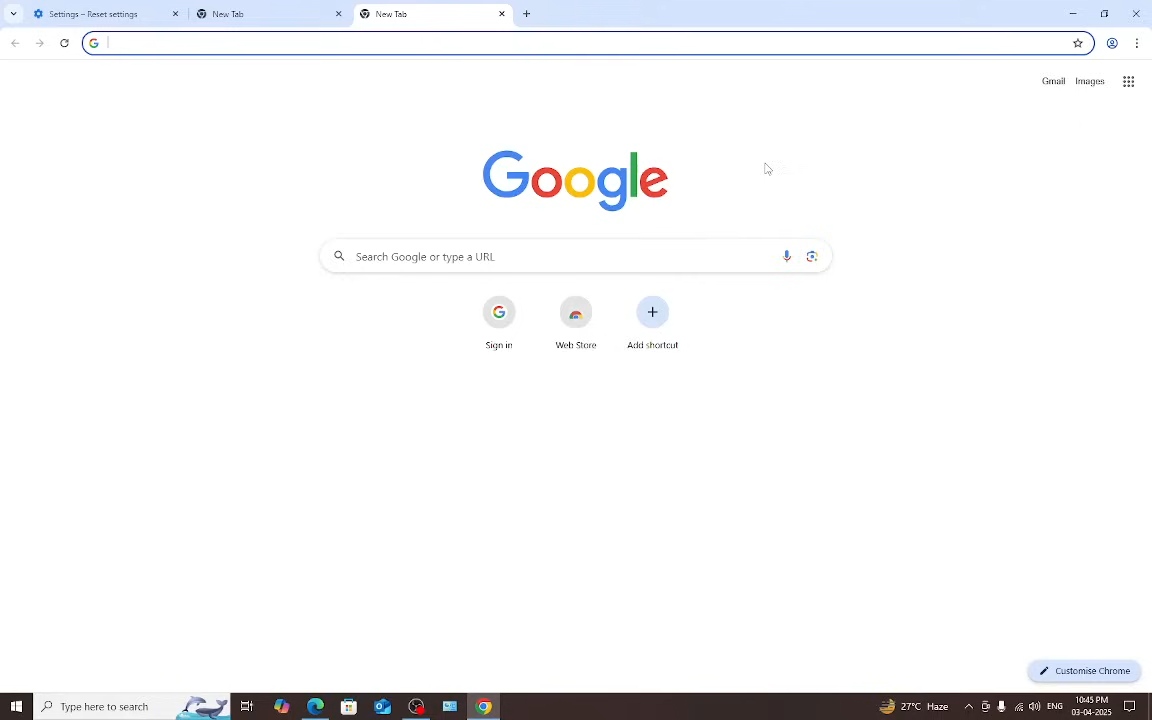 Settings – Reset settings
New Tab
New Tab
Gmail
Images
Google
Search Google or type a URL
Sign in
Web Store
Add shortcut
Customise Chrome
Type here to search
27°C Haze
ENG
10:45 PM
03-04-2025